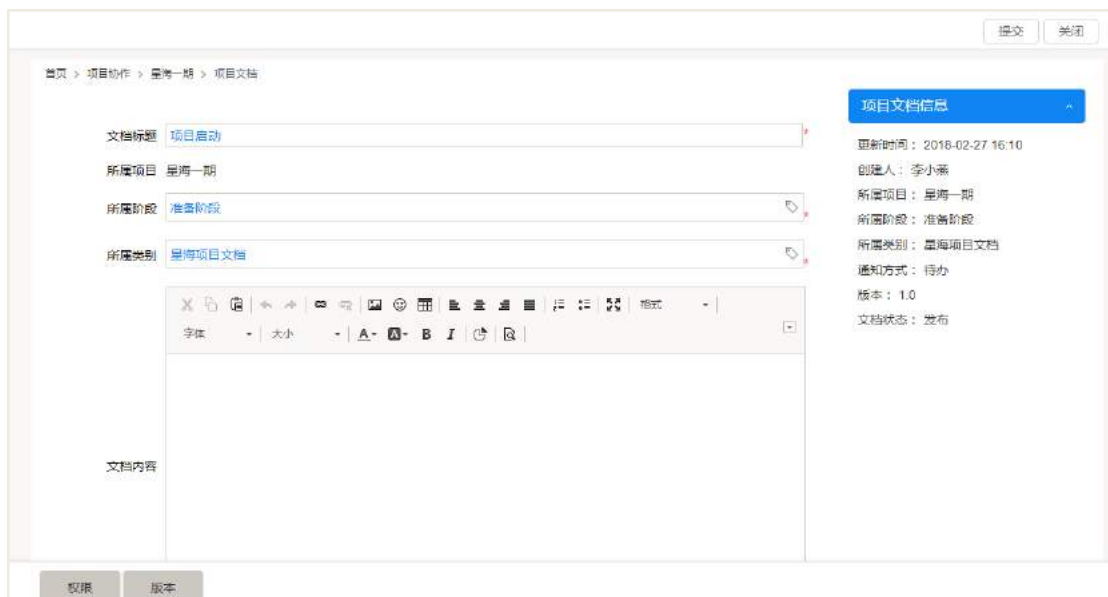 提交 关闭
首页 > 项目协作 > 星海一期 > 项目文档
文档标题 项目启动 *
所属项目 星海一期
所属阶段 准备阶段 *
所属类别 星海项目文档 *
格式
字体 大小 A A B I
文档内容
项目文档信息
更新时间： 2018-02-27 16:10
创建人： 李小燕
所属项目： 星海一期
所属阶段： 准备阶段
所属类别： 星海项目文档
通知方式： 待办
版本： 1.0
文档状态： 发布
权限 版本